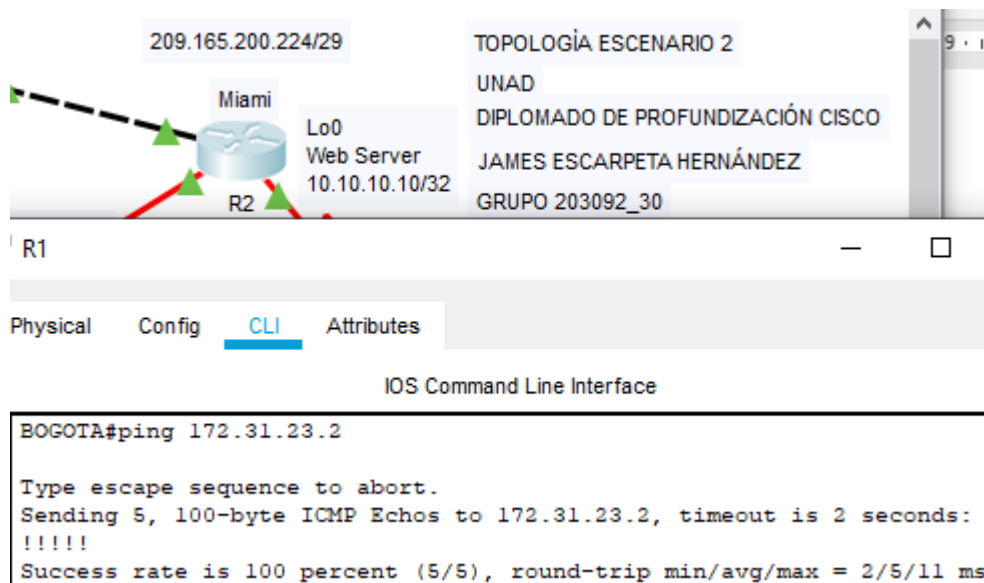 209.165.200.224/29
TOPOLOGÌA ESCENARIO 2
UNAD
DIPLOMADO DE PROFUNDIZACIÓN CISCO
JAMES ESCARPETA HERNÁNDEZ
GRUPO 203092_30
Miami
Lo0
Web Server
10.10.10.10/32
R2
9
R1
Physical Config CLI Attributes
IOS Command Line Interface
BOGOTA#ping 172.31.23.2
Type escape sequence to abort.
Sending 5, 100-byte ICMP Echos to 172.31.23.2, timeout is 2 seconds:
!!!!!
Success rate is 100 percent (5/5), round-trip min/avg/max = 2/5/11 ms